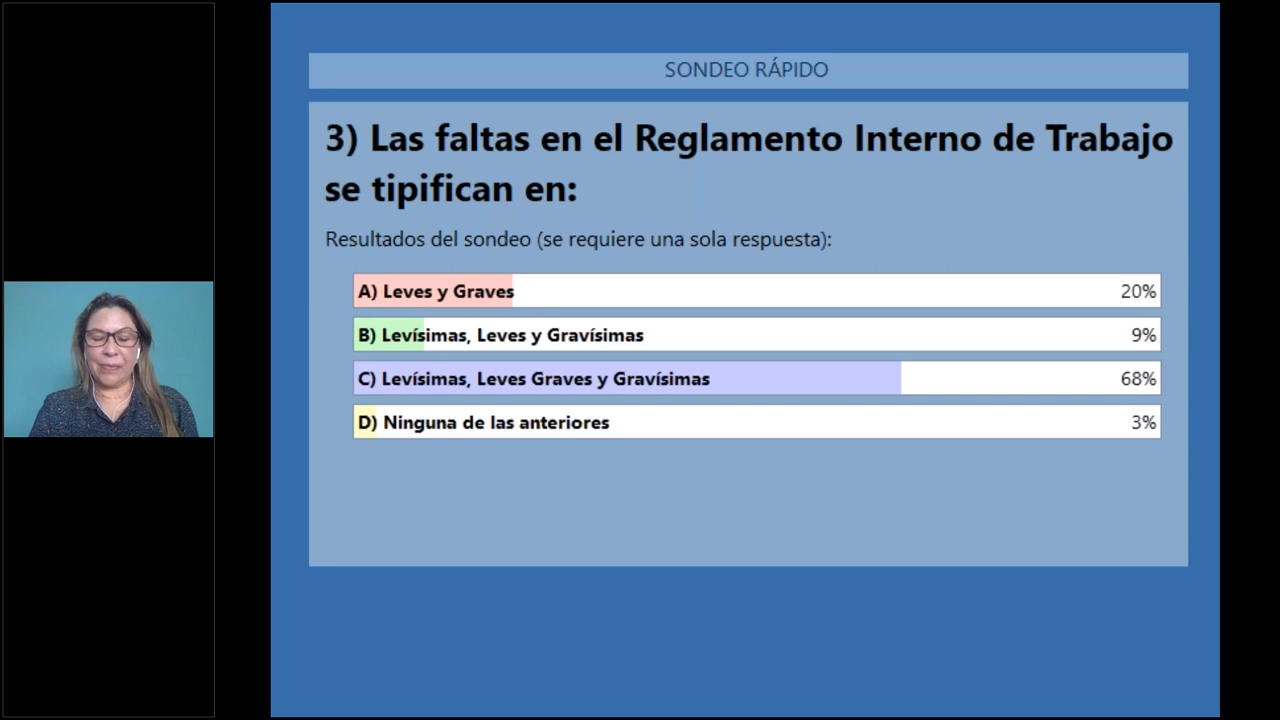 SONDEO RÁPIDO
3) Las faltas en el Reglamento Interno de Trabajo
se tipifican en:
Resultados del sondeo (se requiere una sola respuesta):
A) Leves y Graves 20%
B) Levísimas, Leves y Gravísimas 9%
C) Levísimas, Leves Graves y Gravísimas 68%
D) Ninguna de las anteriores 3%